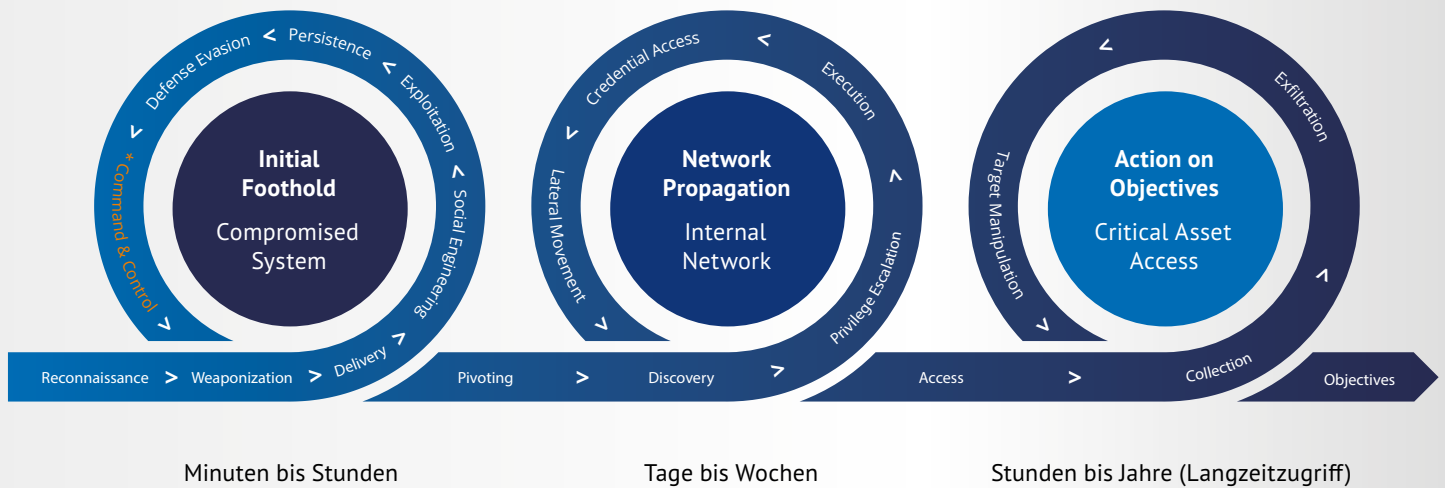 Reconnaissance > Weaponization > Delivery >
Social Engineering
<
Exploitation
<
Persistence
<
Defense Evasion
<
* Command & Control
>
Initial
Foothold
Compromised
System
Pivoting > Discovery >
Privilege Escalation
<
Execution
<
Credential Access
<
Lateral Movement
>
Network
Propagation
Internal
Network
Access > Collection
>
Exfiltration
<
Target Manipulation
>
Action on
Objectives
Critical Asset
Access
Objectives
Minuten bis Stunden
Tage bis Wochen
Stunden bis Jahre (Langzeitzugriff)